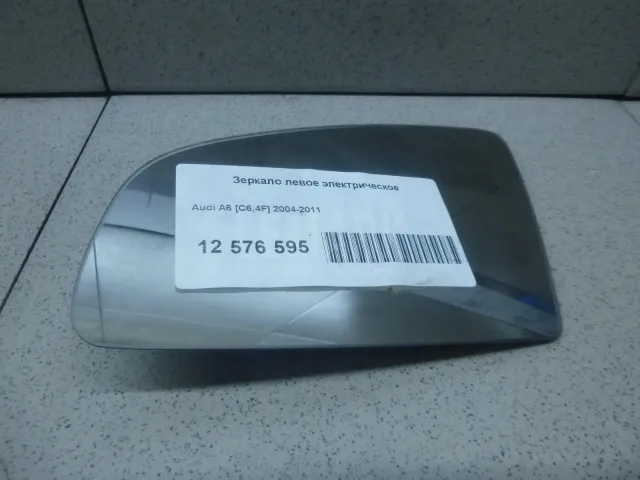 Зеркало левое электрическое
Audi A6 [C6,4F] 2004-2011
12 576 595